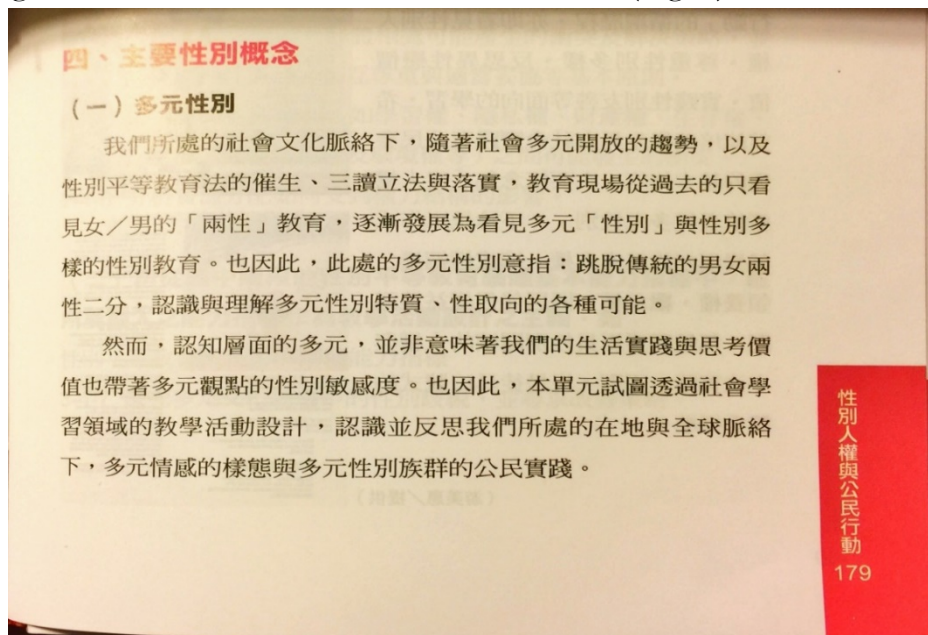 四、主要性別概念
（一）多元性別
我們所處的社會文化脈絡下，隨著社會多元開放的趨勢，以及
性別平等教育法的催生、三讀立法與落實，教育現場從過去的只看
見女／男的「兩性」教育，逐漸發展為看見多元「性別」與性別多
樣的性別教育。也因此，此處的多元性別意指：跳脫傳統的男女兩
性二分，認識與理解多元性別特質、性取向的各種可能。
然而，認知層面的多元，並非意味著我們的生活實踐與思考價
值也帶著多元觀點的性別敏感度。也因此，本單元試圖透過社會學
習領域的教學活動設計，認識並反思我們所處的在地與全球脈絡
下，多元情感的樣態與多元性別族群的公民實踐。
性別人權與公民行動
179